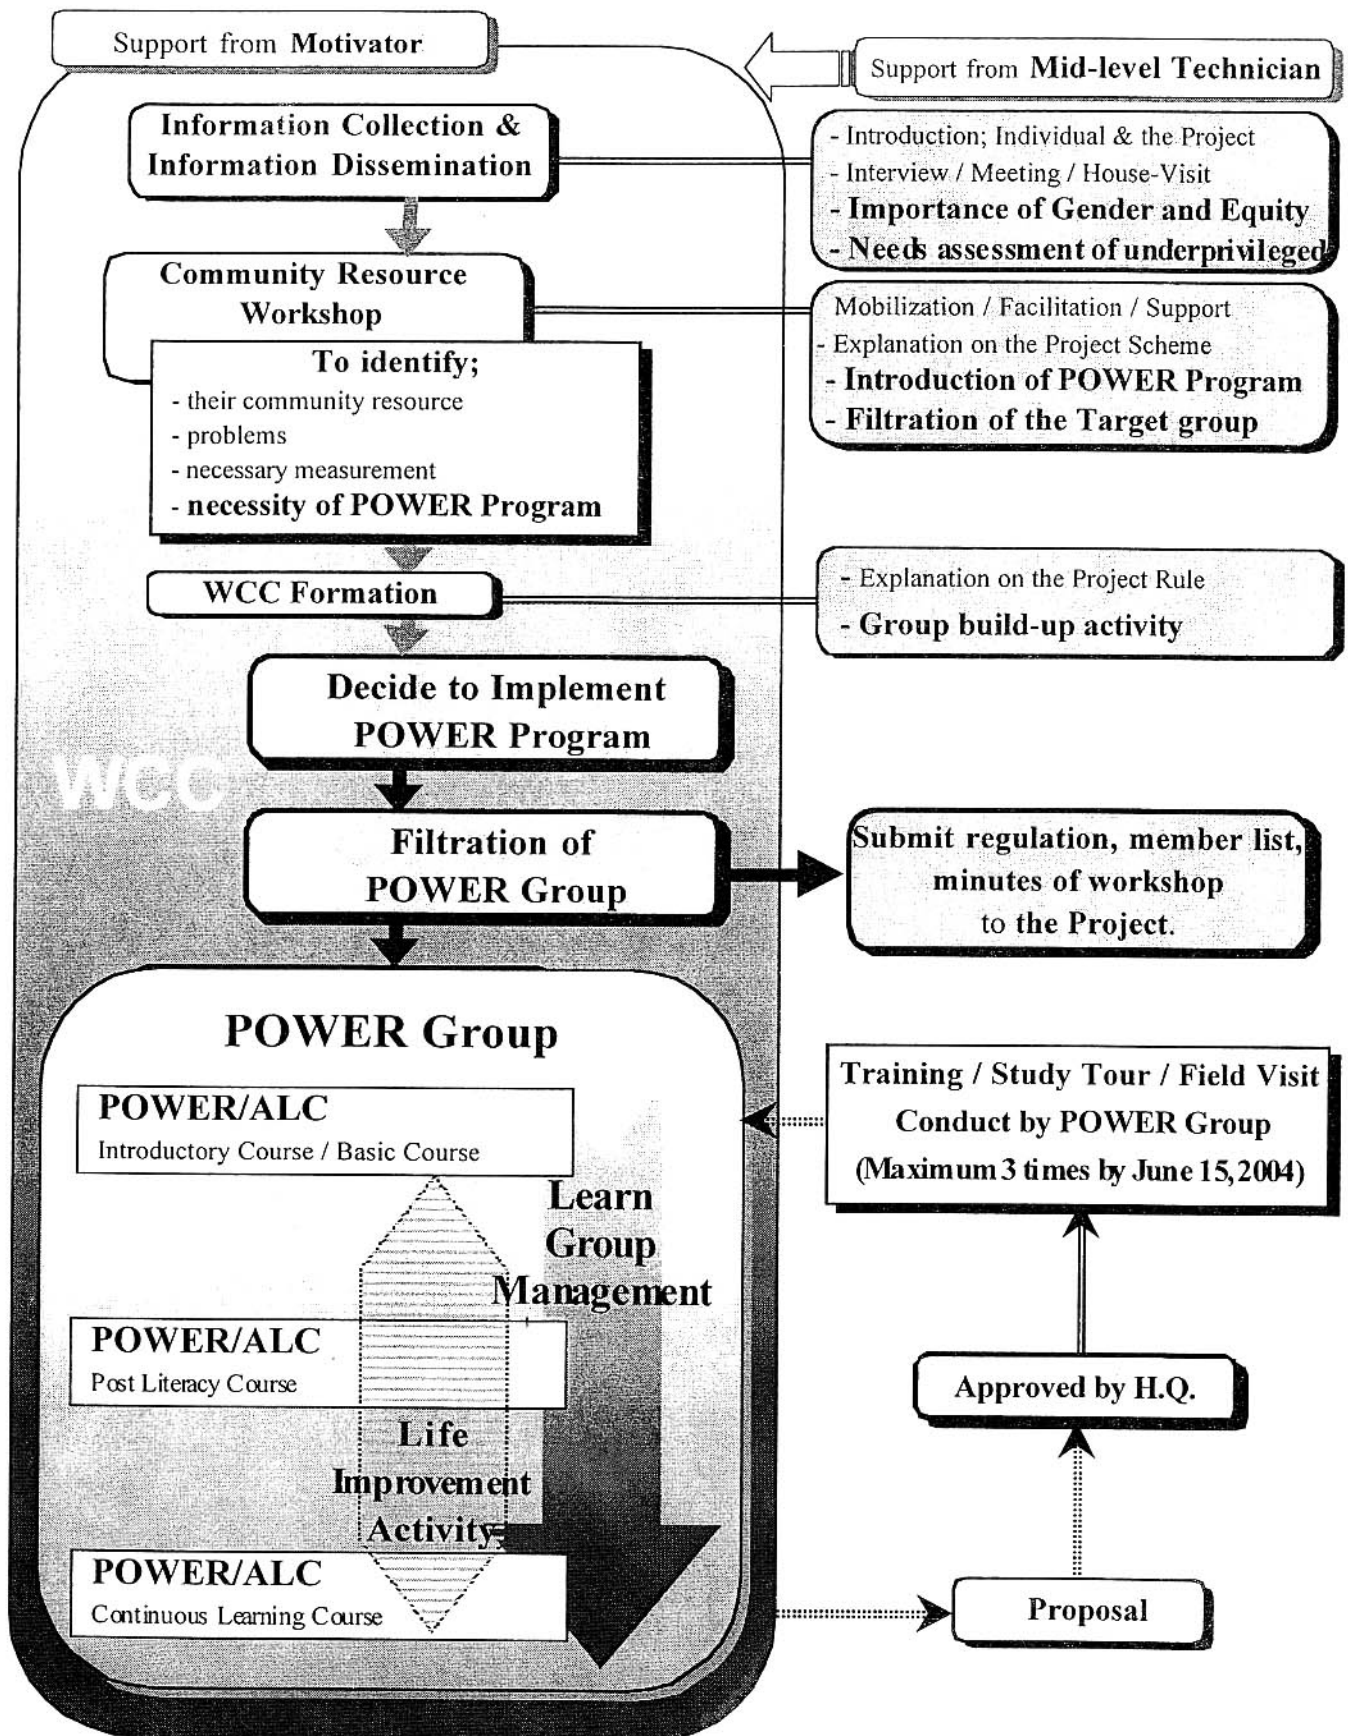 Support from Motivator
Support from Mid-level Technician
Information Collection &
Information Dissemination
- Introduction; Individual & the Project
- Interview / Meeting / House-Visit
- Importance of Gender and Equity
- Needs assessment of underprivileged
Community Resource
Workshop
Mobilization / Facilitation / Support
- Explanation on the Project Scheme
- Introduction of POWER Program
- Filtration of the Target group
To identify;
- their community resource
- problems
- necessary measurement
- necessity of POWER Program
WCC Formation
- Explanation on the Project Rule
- Group build-up activity
Decide to Implement
POWER Program
WCC
Filtration of
POWER Group
Submit regulation, member list,
minutes of workshop
to the Project.
POWER Group
POWER/ALC
Introductory Course / Basic Course
Learn
Group
Management
Training / Study Tour / Field Visit
Conduct by POWER Group
(Maximum 3 times by June 15,2004)
POWER/ALC
Post Literacy Course
Approved by H.Q.
Life
Improvement
Activity
POWER/ALC
Continuous Learning Course
Proposal